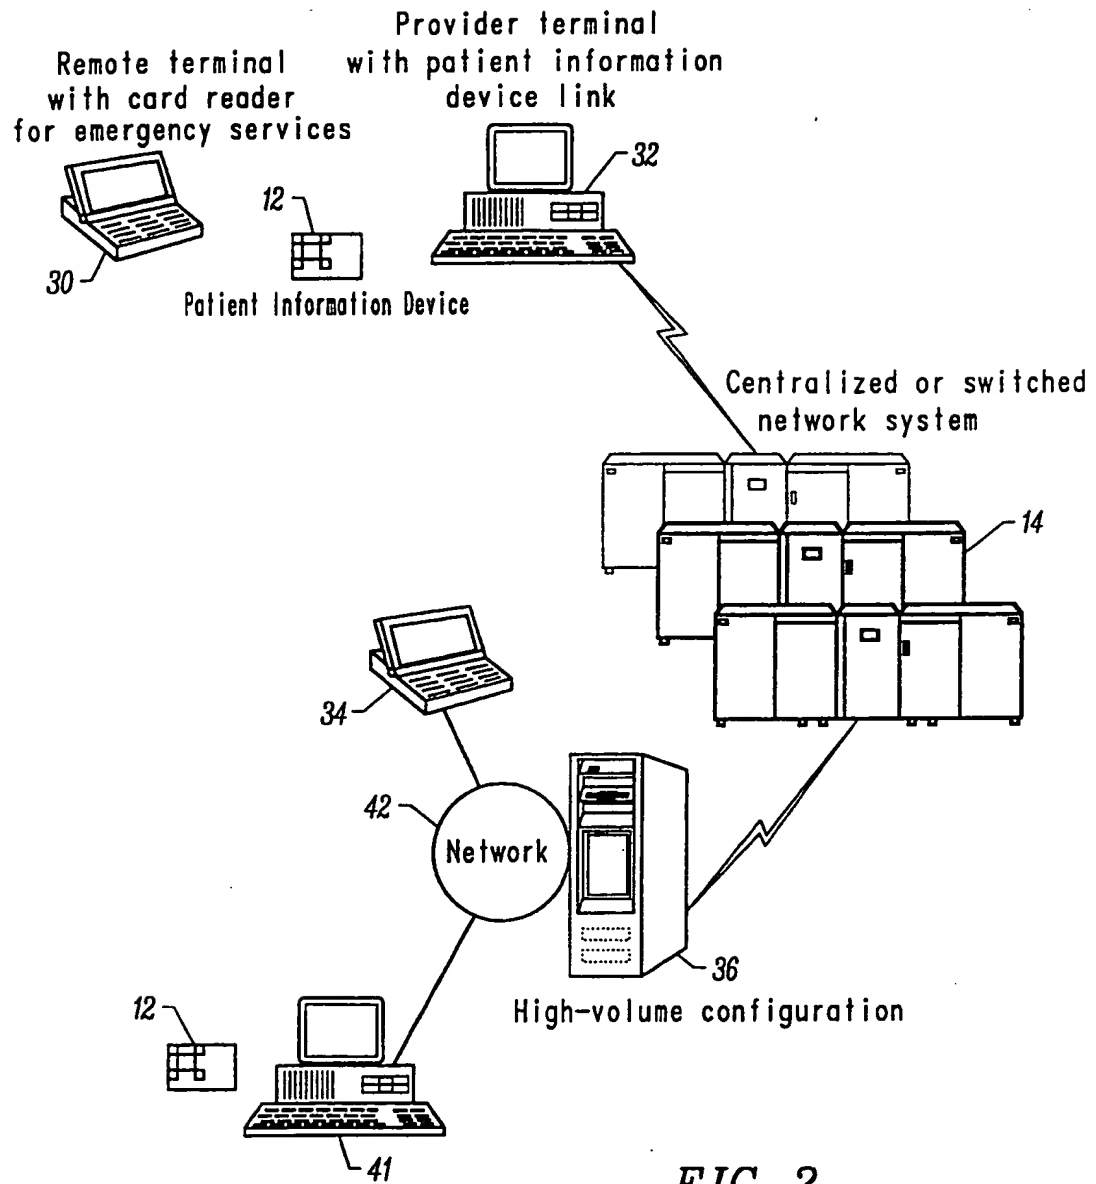 Provider terminal
with patient information
device link
Remote terminal
with card reader
for emergency services
32
12
30
Patient Information Device
Centralized or switched
network system
14
34
42
Network
36
High-volume configuration
12
41
FIG. 2